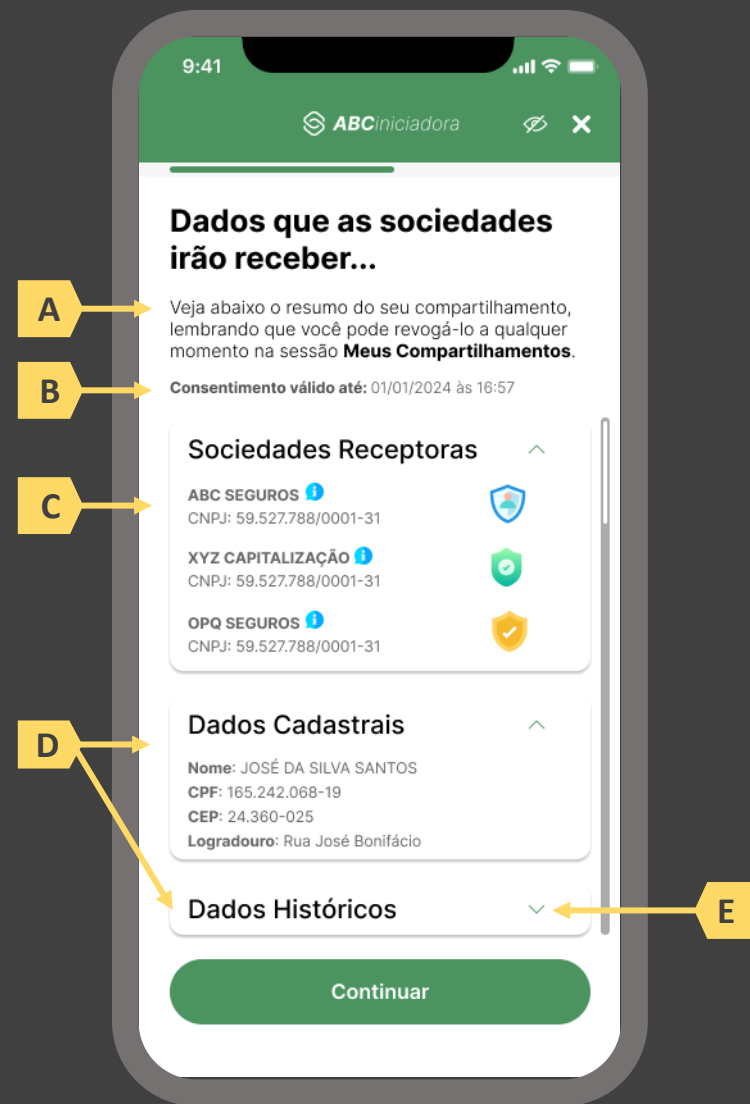 9:41
ABCiniciadora
Dados que as sociedades
irão receber...
A
Veja abaixo o resumo do seu compartilhamento,
lembrando que você pode revogá-lo a qualquer
momento na sessão Meus Compartilhamentos.
B
Consentimento válido até: 01/01/2024 às 16:57
Sociedades Receptoras
C
ABC SEGUROS
CNPJ: 59.527.788/0001-31
XYZ CAPITALIZAÇÃO
CNPJ: 59.527.788/0001-31
OPQ SEGUROS
CNPJ: 59.527.788/0001-31
D
Dados Cadastrais
Nome: JOSÉ DA SILVA SANTOS
CPF: 165.242.068-19
CEP: 24.360-025
Logradouro: Rua José Bonifácio
Dados Históricos
E
Continuar